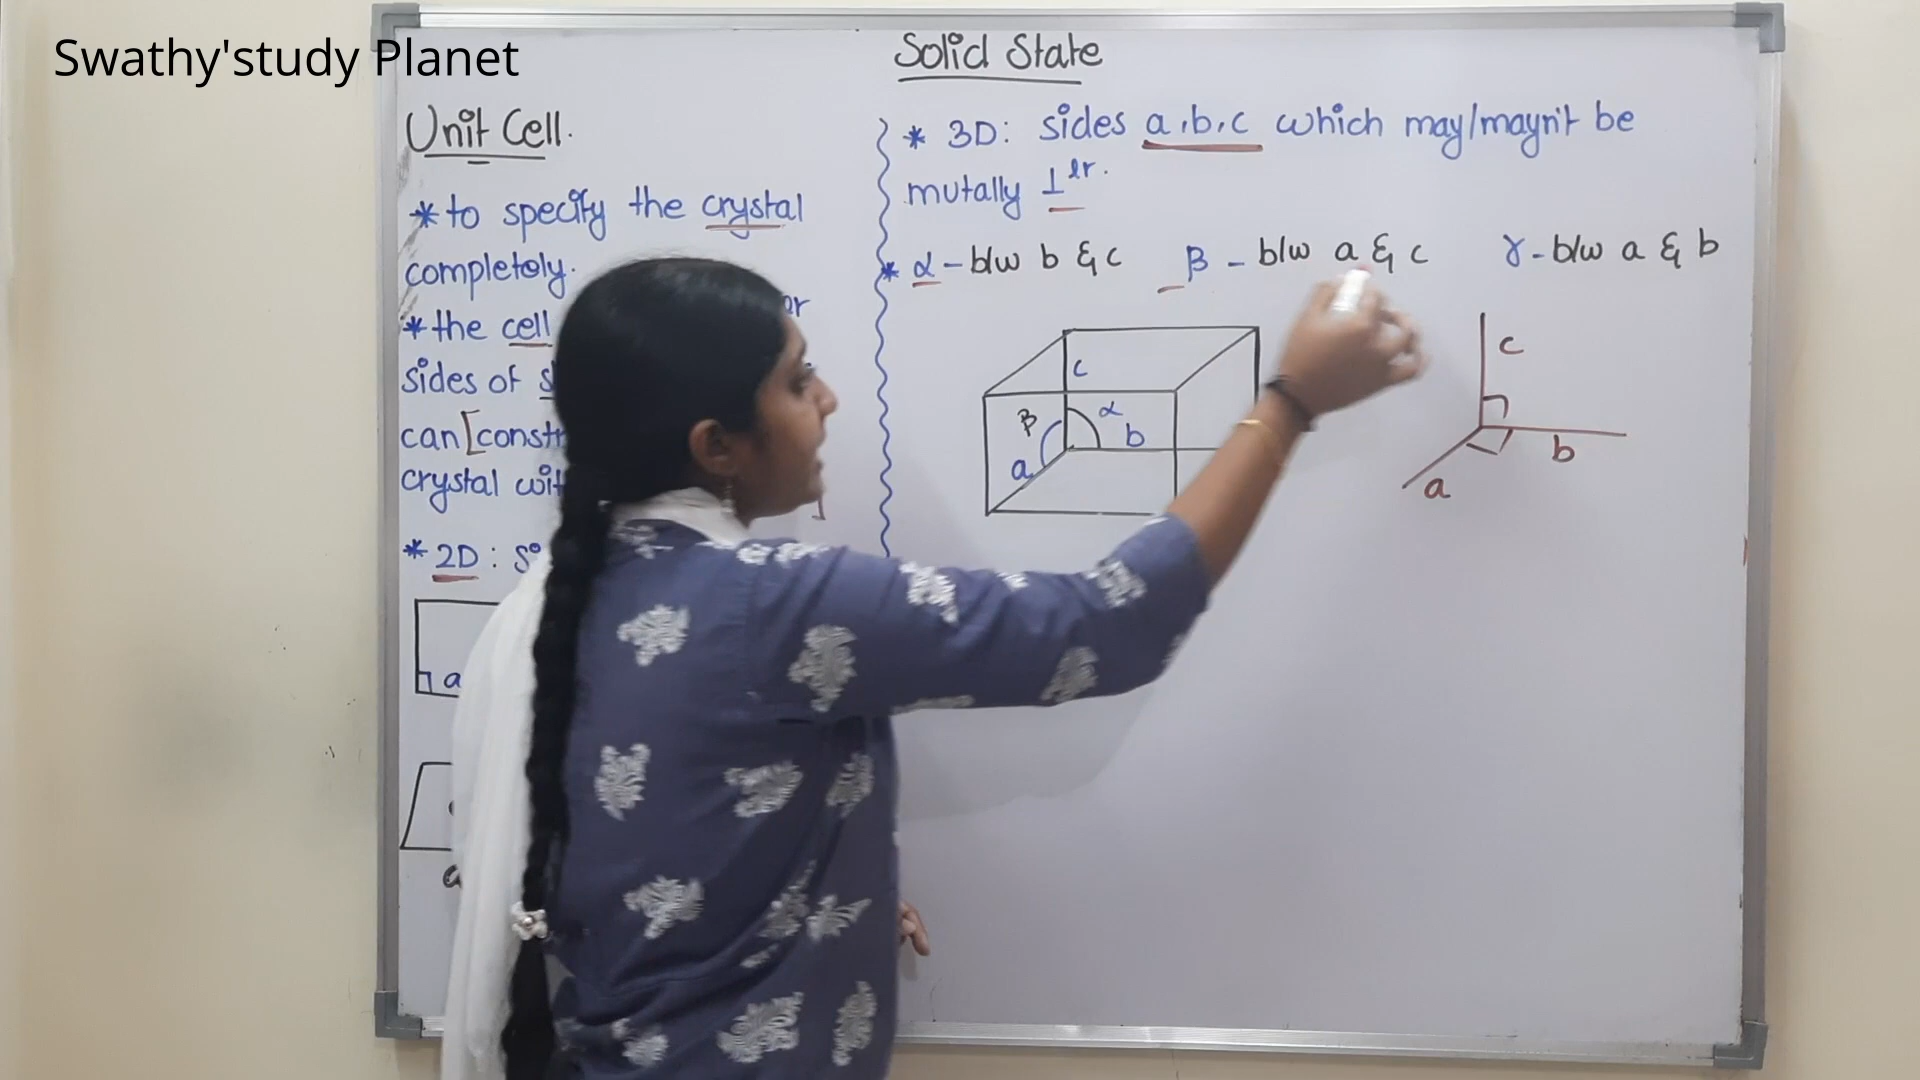 Swathy'study Planet
Solid State
Unit Cell.
*to specify the crystal
completely.
*the cell
sides of
can[constr
crystal wit
*2D:
a
* 3D: sides a,b,c which may/mayn't be
mutally ⊥er.
* α – b/w b & c β – b/w a & c γ – b/w a & b
c
β α
b
a
c
b
a